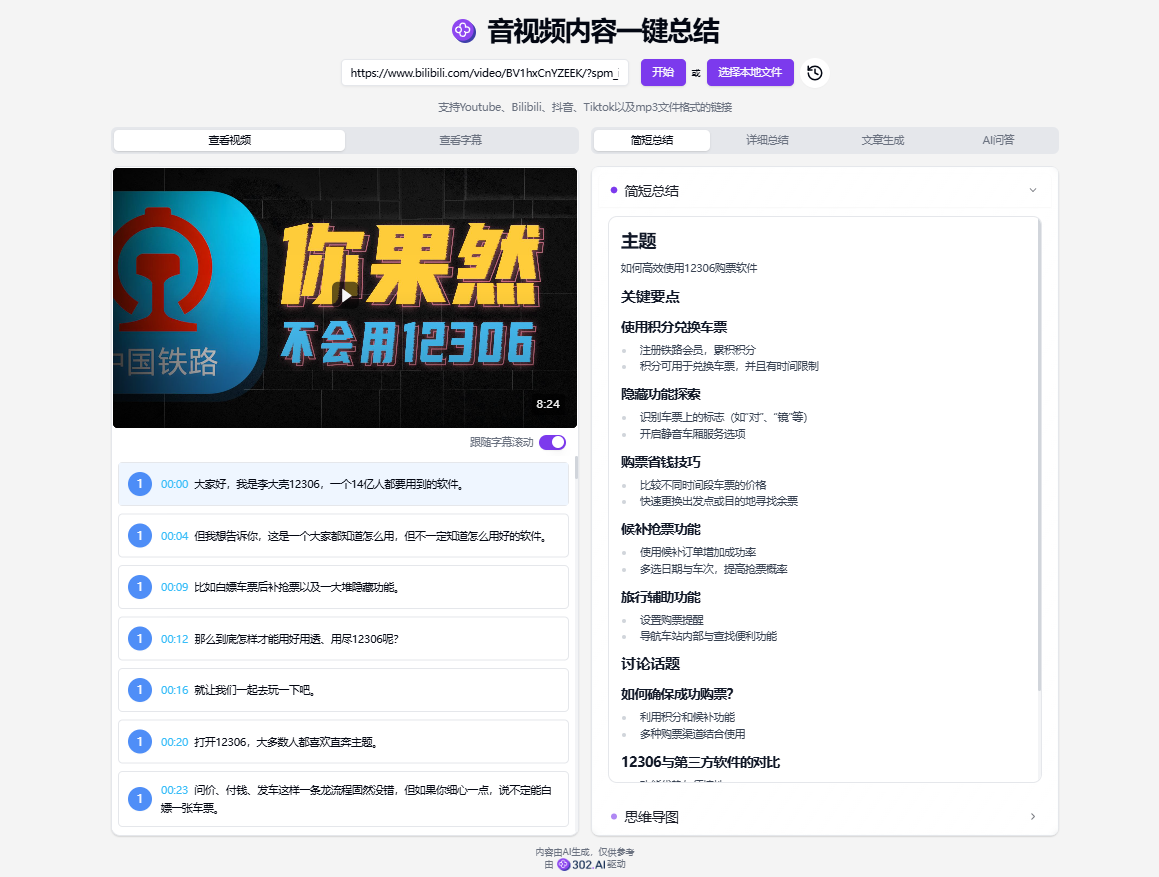 音视频内容一键总结
https://www.bilibili.com/video/BV1hxCnYZEEK/?spm_i
开始
或
选择本地文件
支持Youtube、Bilibili、抖音、Tiktok以及mp3文件格式的链接
查看视频
查看字幕
中国铁路
你果然
不会用12306
8:24
跟随字幕滚动
1 00:00 大家好，我是李大壳12306，一个14亿人都要用到的软件。
1 00:04 但我想告诉你，这是一个大家都知道怎么用，但不一定知道怎么用好的软件。
1 00:09 比如白嫖车票后补抢票以及一大堆隐藏功能。
1 00:12 那么到底怎样才能用好用透、用尽12306呢?
1 00:16 就让我们一起去玩一下吧。
1 00:20 打开12306，大多数人都喜欢直奔主题。
1 00:23 问价、付钱、发车这样一条龙流程固然没错，但如果你细心一点，说不定能白
嫖一张车票。
简短总结
详细总结
文章生成
AI问答
简短总结
主题
如何高效使用12306购票软件
关键要点
使用积分兑换车票
注册铁路会员，累积积分
积分可用于兑换车票，并且有时间限制
隐藏功能探索
识别车票上的标志（如“对”、“镜”等）
开启静音车厢服务选项
购票省钱技巧
比较不同时间段车票的价格
快速更换出发点或目的地寻找余票
候补抢票功能
使用候补订单增加成功率
多选日期与车次，提高抢票概率
旅行辅助功能
设置购票提醒
导航车站内部与查找便利功能
讨论话题
如何确保成功购票?
利用积分和候补功能
多种购票渠道结合使用
12306与第三方软件的对比
思维导图
内容由AI生成，仅供参考
由 302.AI 驱动